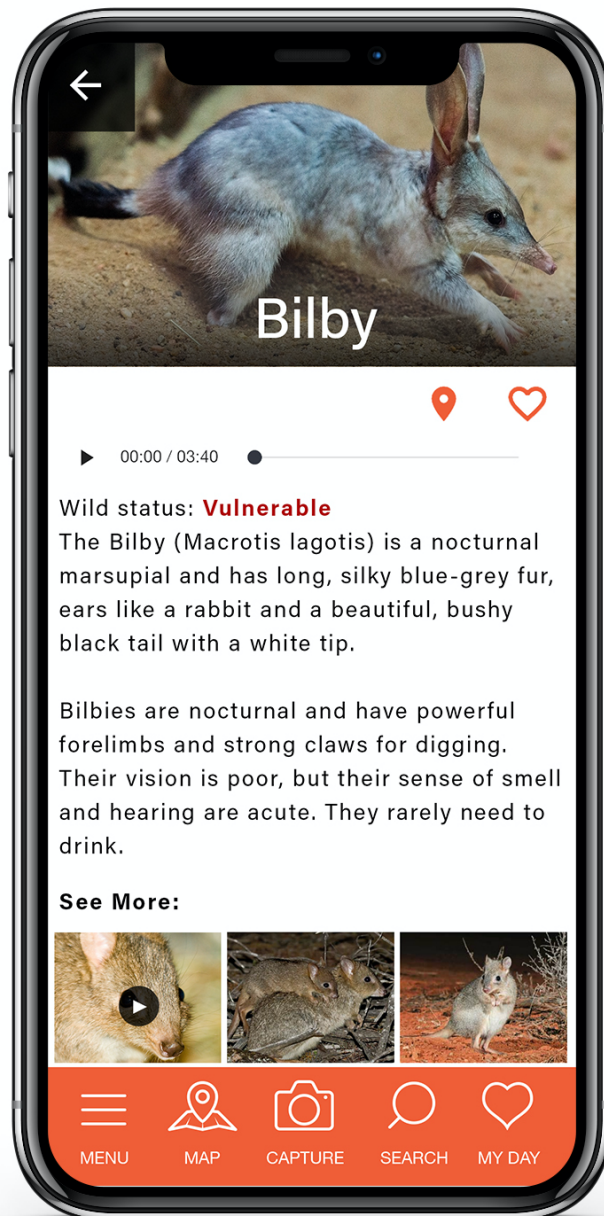 Bilby
00:00 / 03:40
Wild status: Vulnerable
The Bilby (Macrotis lagotis) is a nocturnal
marsupial and has long, silky blue-grey fur,
ears like a rabbit and a beautiful, bushy
black tail with a white tip.
Bilbies are nocturnal and have powerful
forelimbs and strong claws for digging.
Their vision is poor, but their sense of smell
and hearing are acute. They rarely need to
drink.
See More:
MENU MAP CAPTURE SEARCH MY DAY